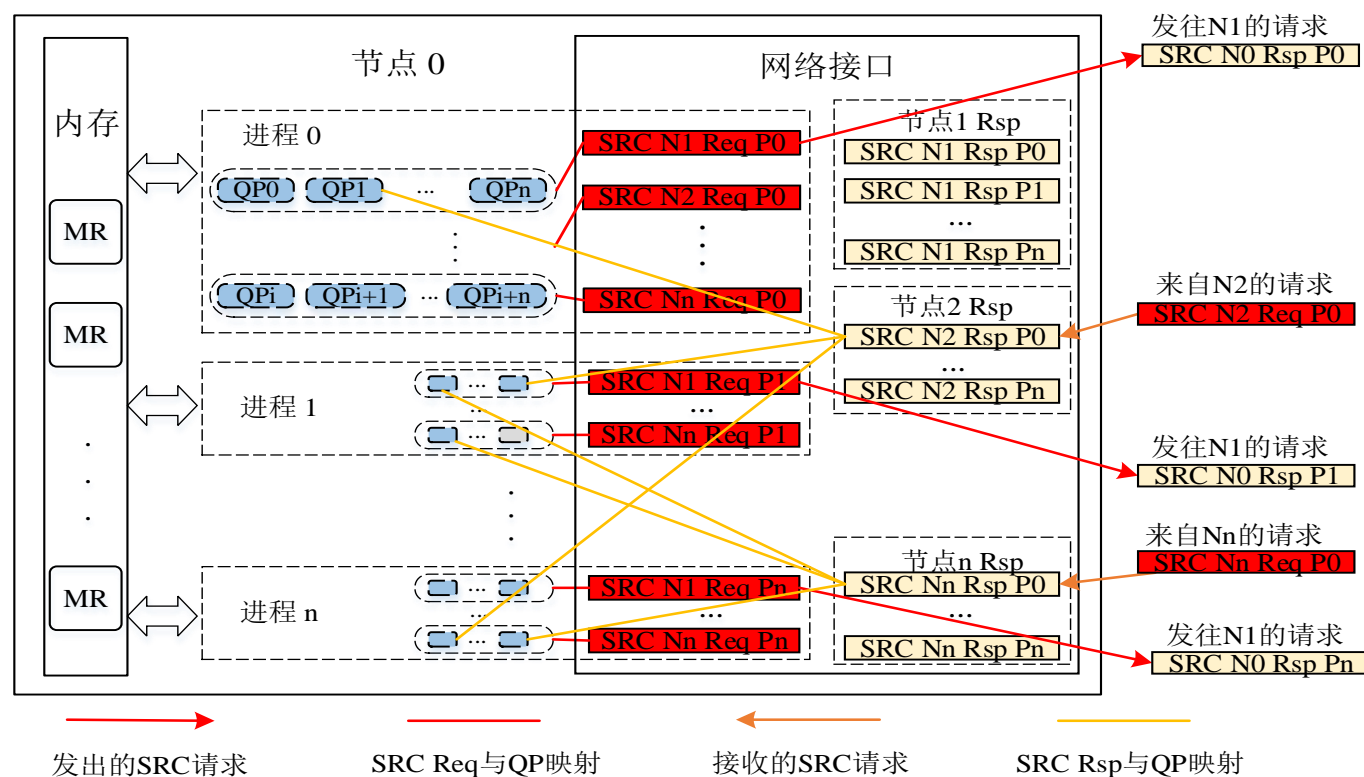 发往N1的请求
SRC N0 Rsp P0
节点 0
网络接口
内存
进程 0
SRC N1 Req P0
节点1 Rsp
SRC N1 Rsp P0
QP0 QP1 ... QPn
SRC N2 Req P0
SRC N1 Rsp P1
...
MR
SRC N1 Rsp Pn
QPi QPi+1 ... QPi+n
SRC Nn Req P0
来自N2的请求
SRC N2 Req P0
节点2 Rsp
SRC N2 Rsp P0
MR
...
SRC N2 Rsp Pn
进程 1
... SRC N1 Req P1
...
... SRC Nn Req P1
发往N1的请求
SRC N0 Rsp P1
来自Nn的请求
SRC Nn Req P0
节点n Rsp
SRC Nn Rsp P0
MR
进程 n
... SRC N1 Req Pn
...
... SRC Nn Req Pn
...
SRC Nn Rsp Pn
发往N1的请求
SRC N0 Rsp Pn
发出的SRC请求 SRC Req与QP映射 接收的SRC请求 SRC Rsp与QP映射